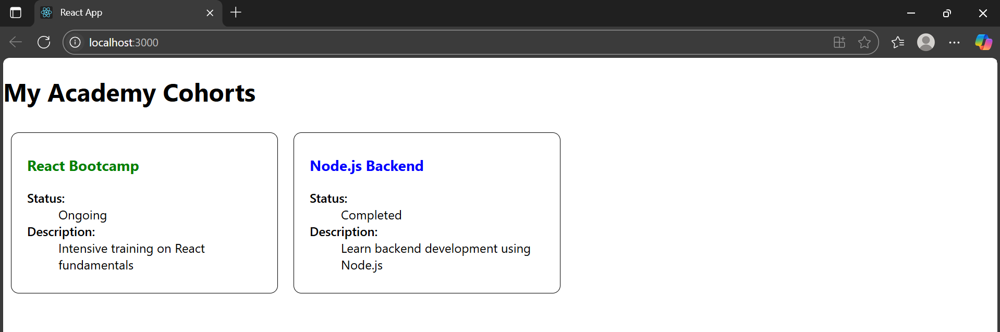 React App
localhost:3000
My Academy Cohorts
React Bootcamp
Status:
Ongoing
Description:
Intensive training on React
fundamentals
Node.js Backend
Status:
Completed
Description:
Learn backend development using
Node.js